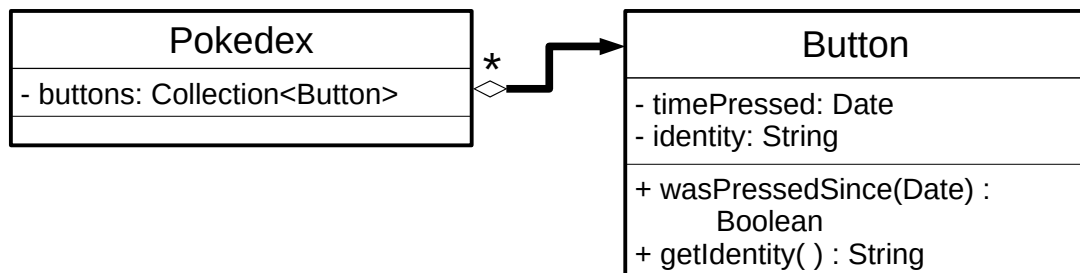 Pokedex
- buttons: Collection<Button>
*
Button
- timePressed: Date
- identity: String
+ wasPressedSince(Date) :
Boolean
+ getIdentity( ) : String